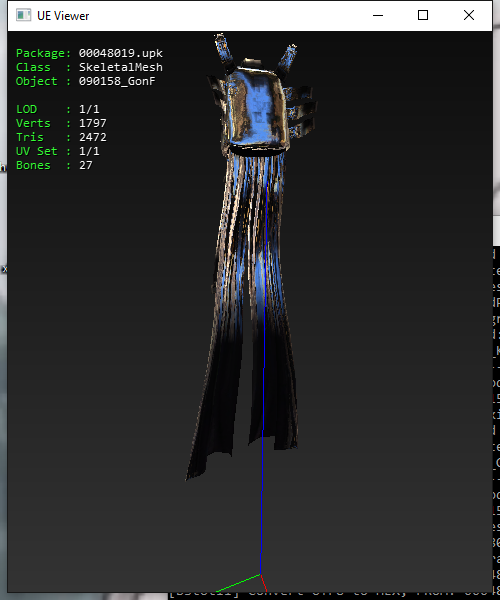 UE Viewer
Package: 00048019.upk
Class : SkeletalMesh
Object : 090158_GonF
LOD : 1/1
Verts : 1797
Tris : 2472
UV Set : 1/1
Bones : 27